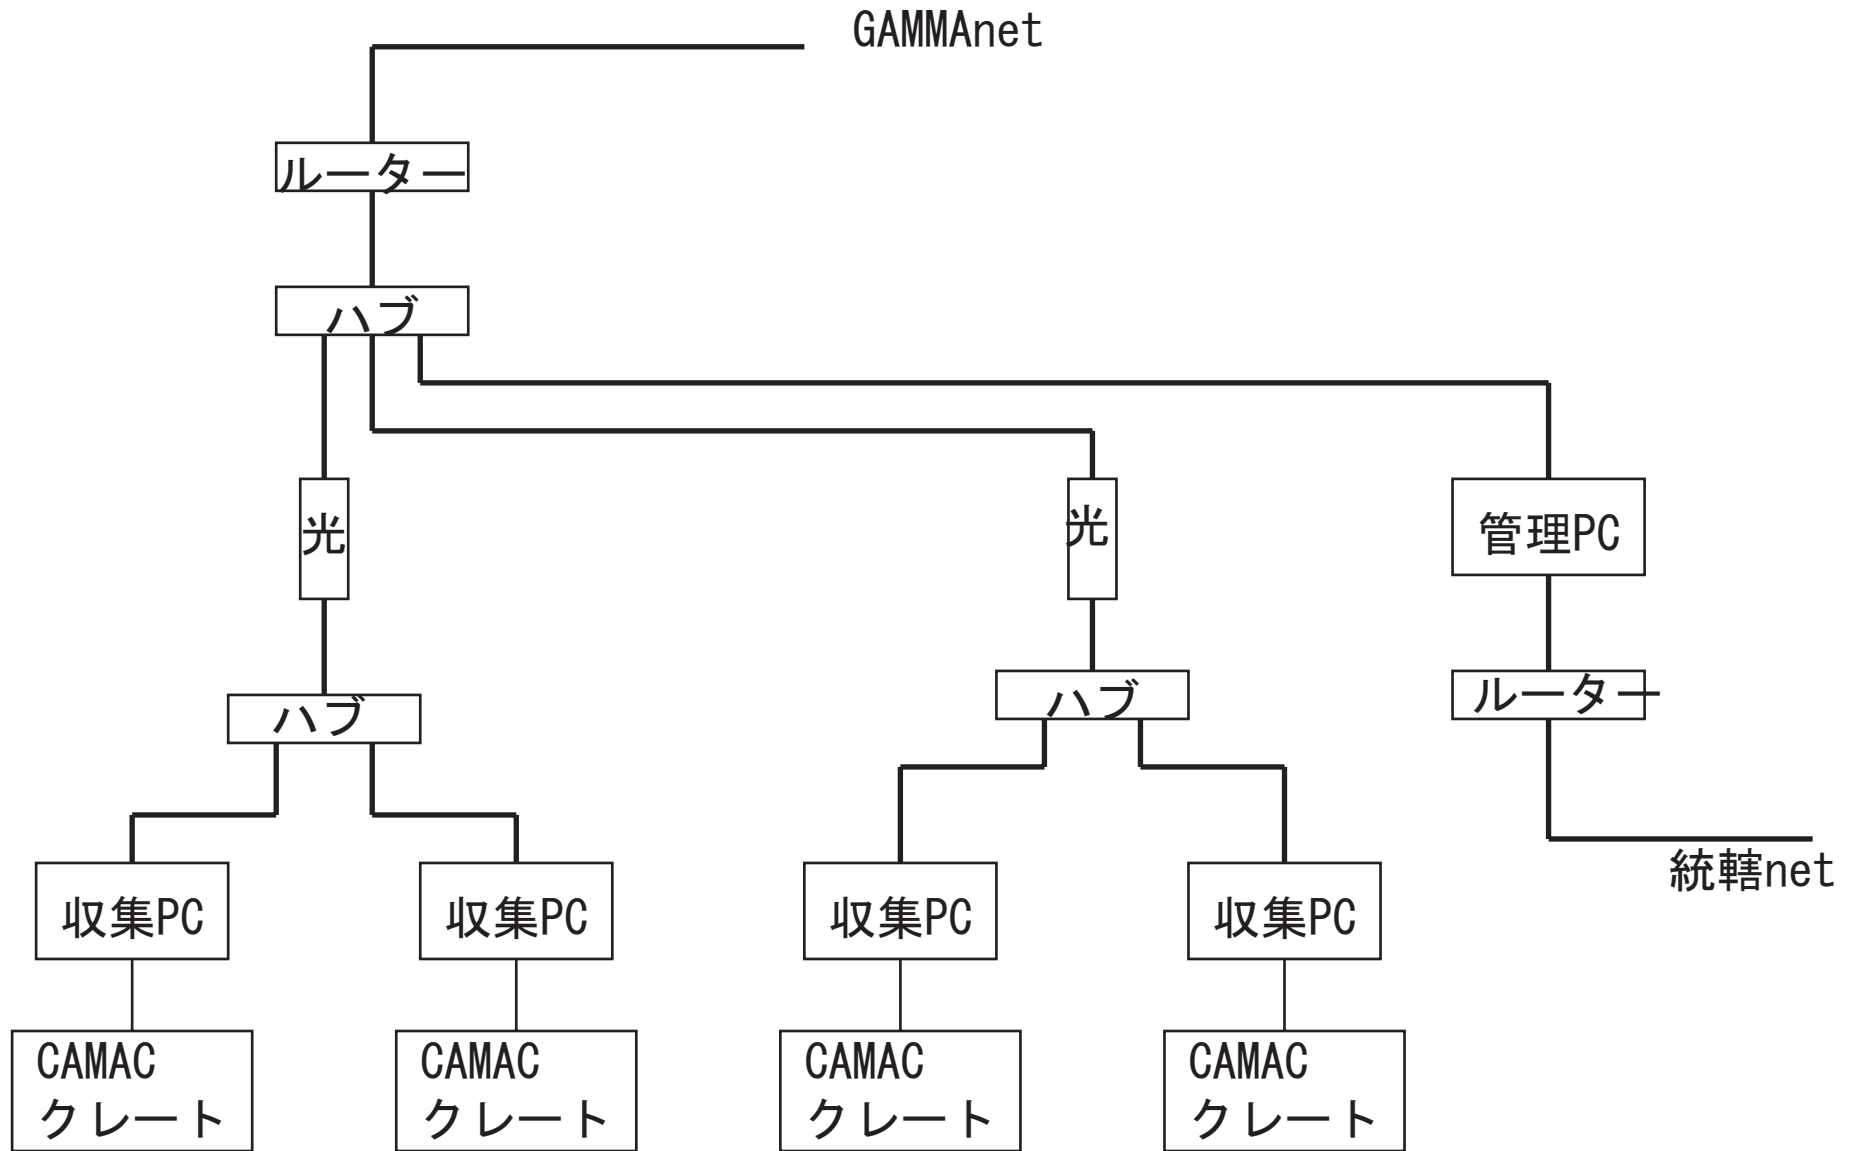 GAMMAnet
ルーター
ハブ
光
光
管理PC
ハブ
ルーター
ハブ
統轄net
収集PC
収集PC
収集PC
収集PC
CAMAC
クレート
CAMAC
クレート
CAMAC
クレート
CAMAC
クレート